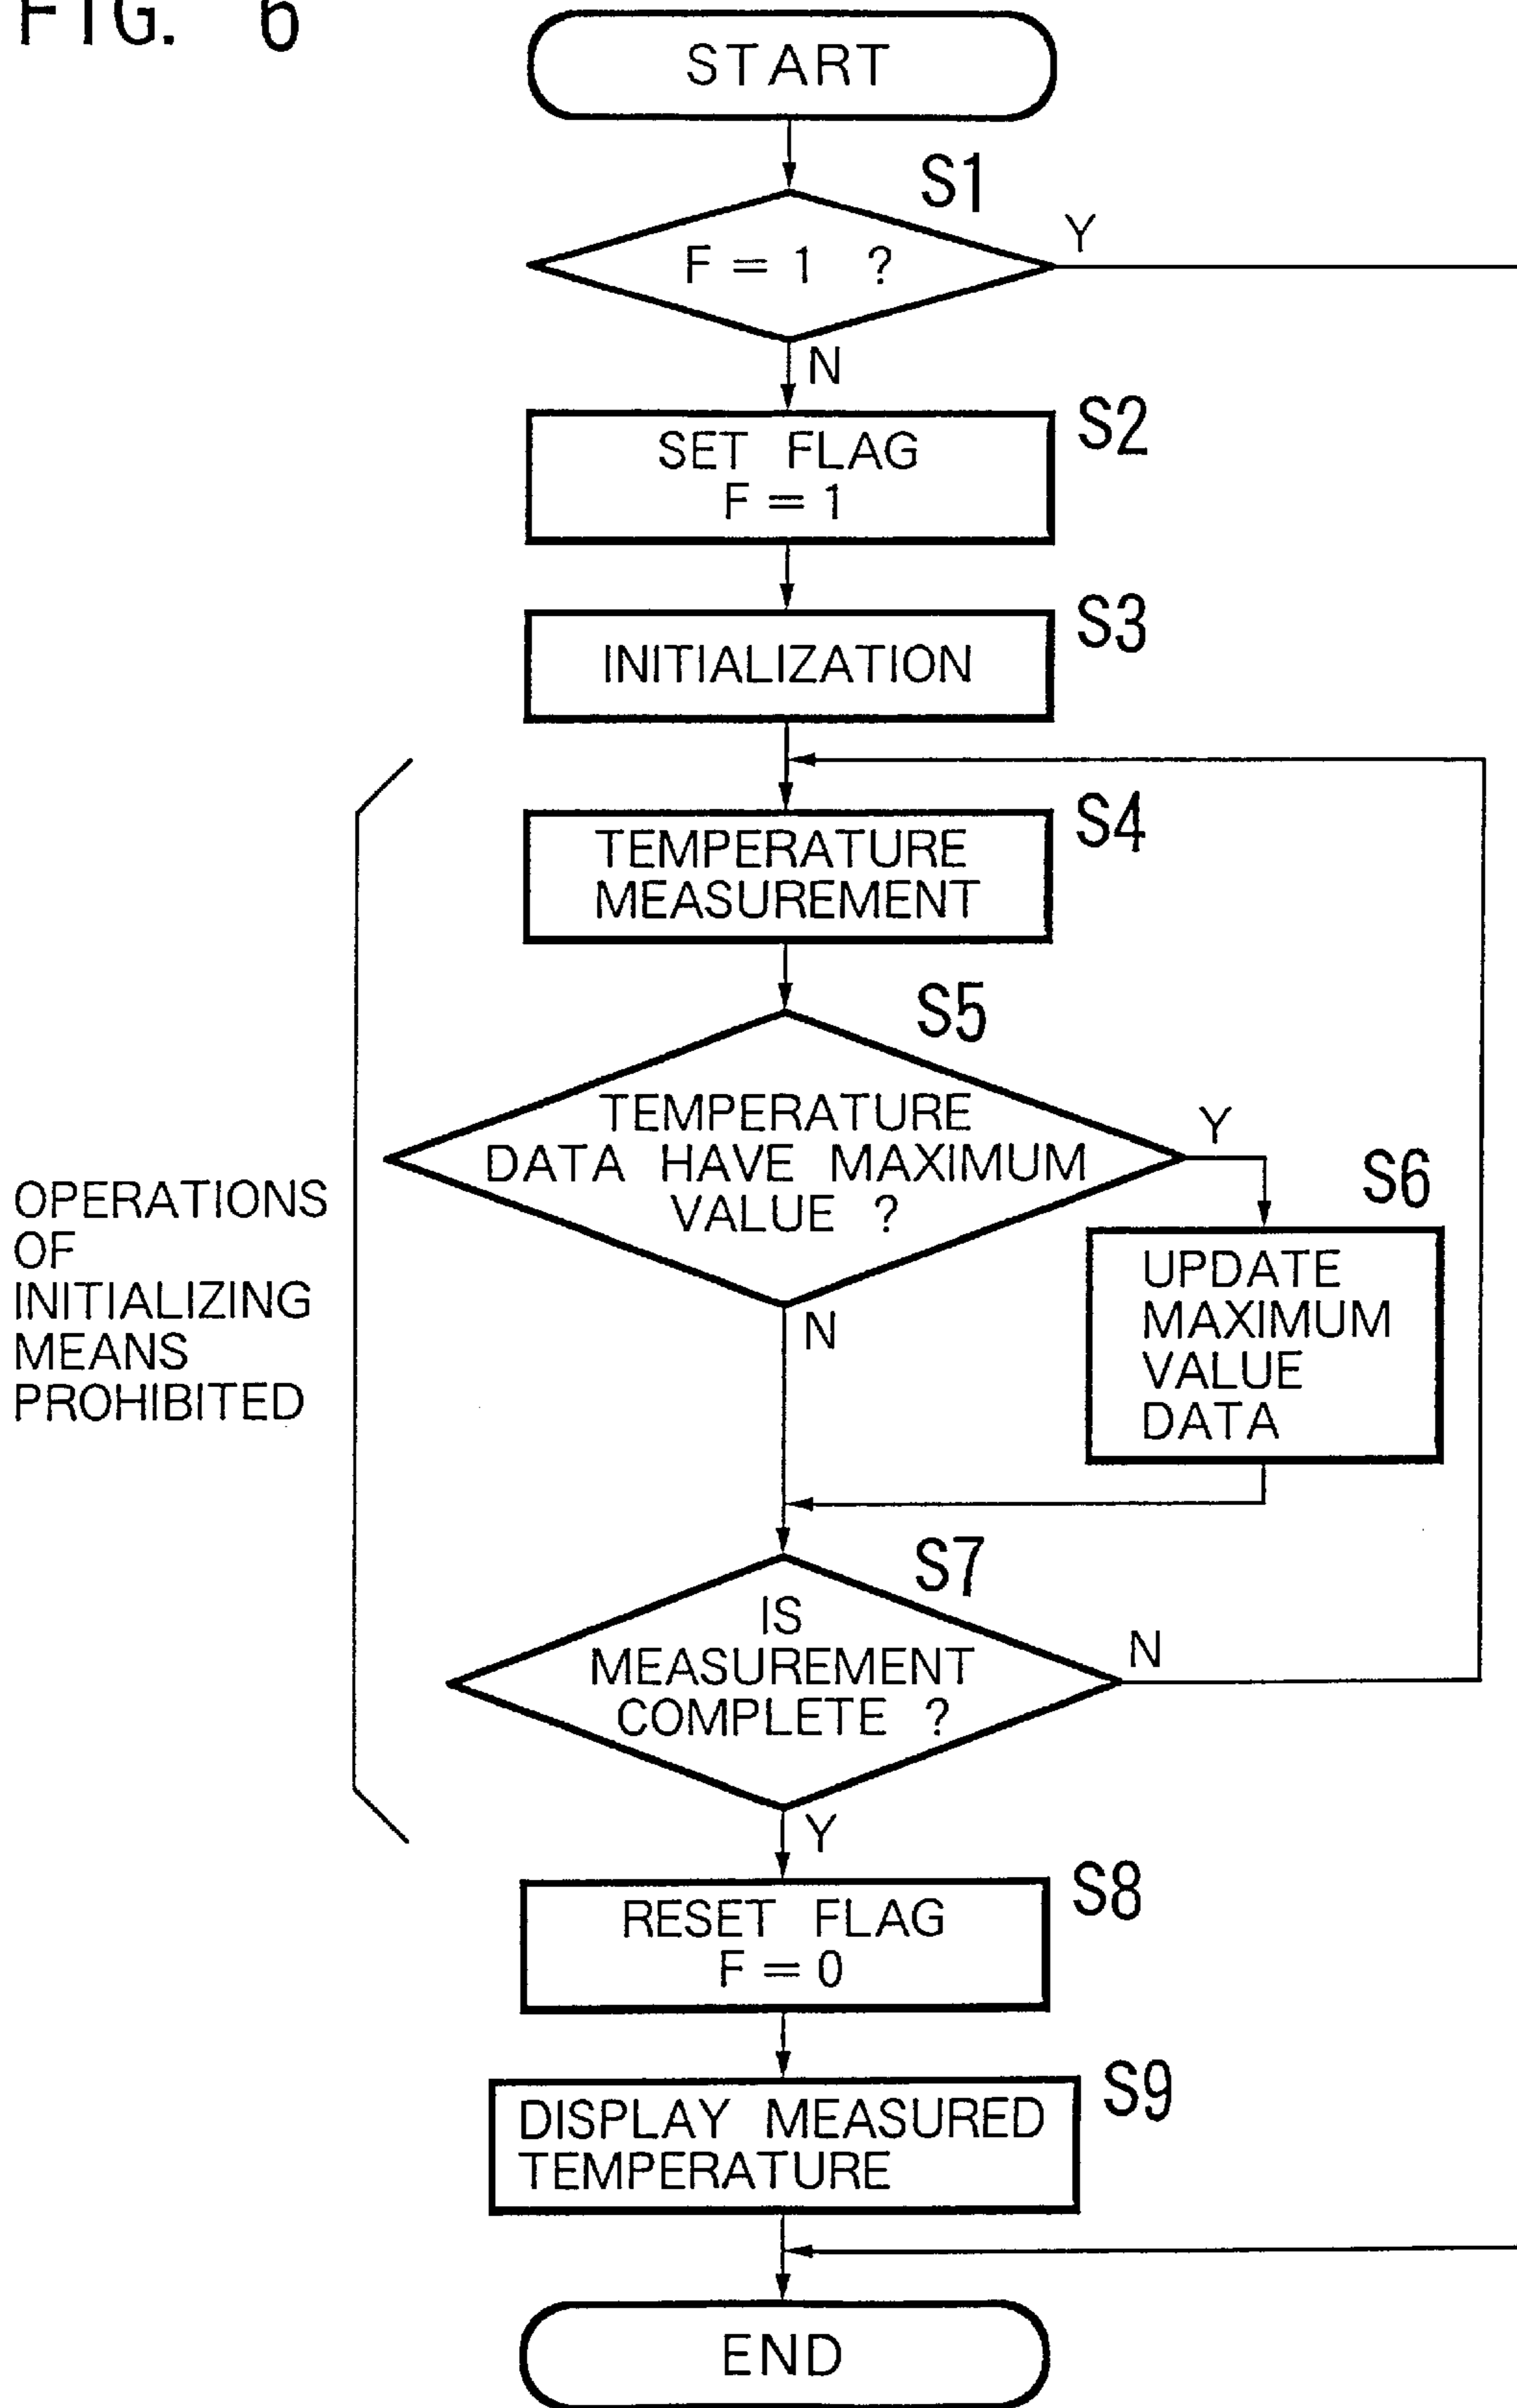 FIG. 6
START
S1
F = 1 ?
Y
N
S2
SET FLAG
F = 1
S3
INITIALIZATION
S4
TEMPERATURE
MEASUREMENT
S5
TEMPERATURE
DATA HAVE MAXIMUM
VALUE ?
Y
N
S6
UPDATE
MAXIMUM
VALUE
DATA
OPERATIONS
OF
INITIALIZING
MEANS
PROHIBITED
S7
IS
MEASUREMENT
COMPLETE ?
N
Y
S8
RESET FLAG
F = 0
S9
DISPLAY MEASURED
TEMPERATURE
END